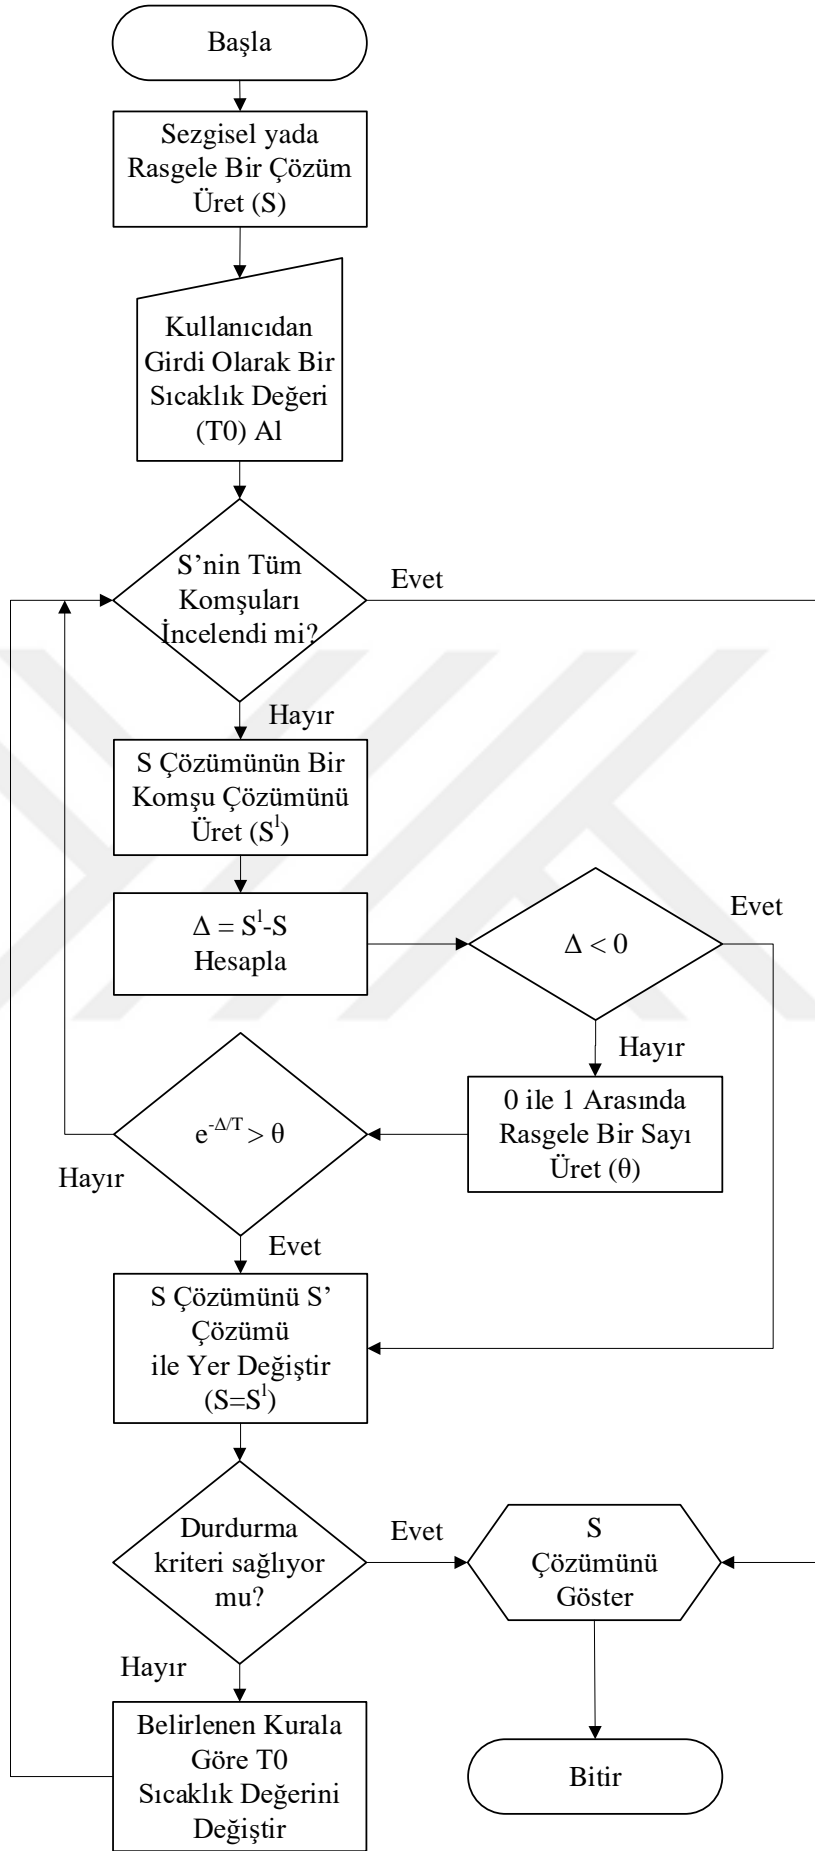 Başla
Sezgisel yada
Rasgele Bir Çözüm
Üret (S)
Kullanıcıdan
Girdi Olarak Bir
Sıcaklık Değeri
(T0) Al
S’nin Tüm
Komşuları
İncelendi mi?
Evet
Hayır
S Çözümünün Bir
Komşu Çözümünü
Üret (S¹)
Δ = S¹-S
Hesapla
Δ < 0
Evet
Hayır
0 ile 1 Arasında
Rasgele Bir Sayı
Üret (θ)
e^-Δ/T > θ
Hayır
Evet
S Çözümünü S’
Çözümü
ile Yer Değiştir
(S=S¹)
Durdurma
kriteri sağlıyor
mu?
Evet
S
Çözümünü
Göster
Hayır
Belirlenen Kurala
Göre T0
Sıcaklık Değerini
Değiştir
Bitir